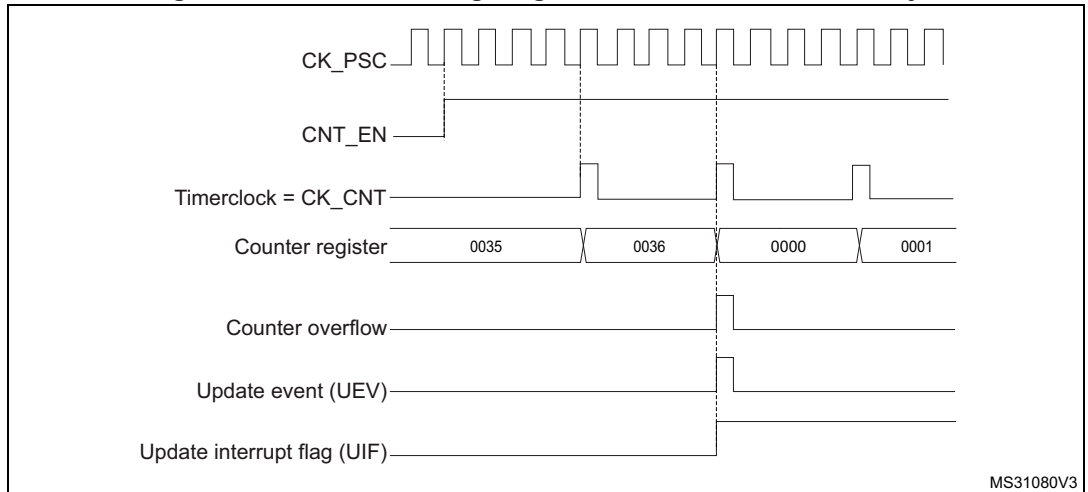 CK_PSC
CNT_EN
Timerclock = CK_CNT
Counter register
0035 0036 0000 0001
Counter overflow
Update event (UEV)
Update interrupt flag (UIF)
MS31080V3